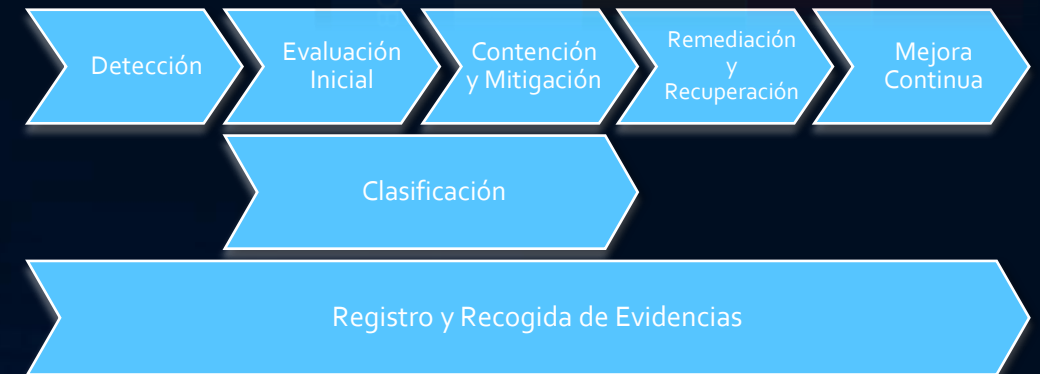 Detección
Evaluación
Inicial
Contención
y Mitigación
Remediación
y
Recuperación
Mejora
Continua
Clasificación
Registro y Recogida de Evidencias